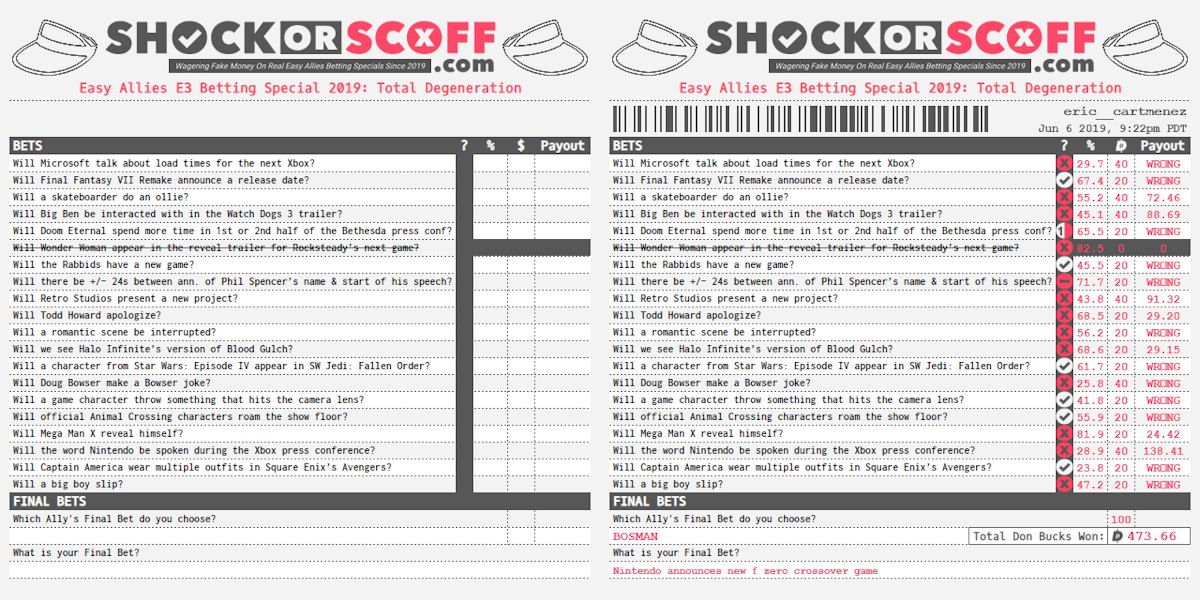 SHOCK OR SCOFF
Wagering Fake Money On Real Easy Allies Betting Specials Since 2019 .com
Easy Allies E3 Betting Special 2019: Total Degeneration
BETS ? % $ Payout
Will Microsoft talk about load times for the next Xbox?
Will Final Fantasy VII Remake announce a release date?
Will a skateboarder do an ollie?
Will Big Ben be interacted with in the Watch Dogs 3 trailer?
Will Doom Eternal spend more time in 1st or 2nd half of the Bethesda press conf?
Will Wonder Woman appear in the reveal trailer for Rocksteady's next game?
Will the Rabbids have a new game?
Will there be +/- 24s between ann. of Phil Spencer's name & start of his speech?
Will Retro Studios present a new project?
Will Todd Howard apologize?
Will a romantic scene be interrupted?
Will we see Halo Infinite's version of Blood Gulch?
Will a character from Star Wars: Episode IV appear in SW Jedi: Fallen Order?
Will Doug Bowser make a Bowser joke?
Will a game character throw something that hits the camera lens?
Will official Animal Crossing characters roam the show floor?
Will Mega Man X reveal himself?
Will the word Nintendo be spoken during the Xbox press conference?
Will Captain America wear multiple outfits in Square Enix's Avengers?
Will a big boy slip?
FINAL BETS
Which Ally's Final Bet do you choose?
What is your Final Bet?
SHOCK OR SCOFF
Wagering Fake Money On Real Easy Allies Betting Specials Since 2019 .com
Easy Allies E3 Betting Special 2019: Total Degeneration
eric__cartmenez
Jun 6 2019, 9:22pm PDT
BETS ? % D Payout
Will Microsoft talk about load times for the next Xbox? 29.7 40 WRONG
Will Final Fantasy VII Remake announce a release date? 67.4 20 WRONG
Will a skateboarder do an ollie? 55.2 40 72.46
Will Big Ben be interacted with in the Watch Dogs 3 trailer? 45.1 40 88.69
Will Doom Eternal spend more time in 1st or 2nd half of the Bethesda press conf? 1 65.5 20 WRONG
Will Wonder Woman appear in the reveal trailer for Rocksteady's next game? 82.5 0 0
Will the Rabbids have a new game? 45.5 20 WRONG
Will there be +/- 24s between ann. of Phil Spencer's name & start of his speech? 71.7 20 WRONG
Will Retro Studios present a new project? 43.8 40 91.32
Will Todd Howard apologize? 68.5 20 29.20
Will a romantic scene be interrupted? 56.2 20 WRONG
Will we see Halo Infinite's version of Blood Gulch? 68.6 20 29.15
Will a character from Star Wars: Episode IV appear in SW Jedi: Fallen Order? 61.7 20 WRONG
Will Doug Bowser make a Bowser joke? 25.8 40 WRONG
Will a game character throw something that hits the camera lens? 41.8 20 WRONG
Will official Animal Crossing characters roam the show floor? 55.9 20 WRONG
Will Mega Man X reveal himself? 81.9 20 24.42
Will the word Nintendo be spoken during the Xbox press conference? 28.9 40 138.41
Will Captain America wear multiple outfits in Square Enix's Avengers? 23.8 20 WRONG
Will a big boy slip? 47.2 20 WRONG
FINAL BETS
Which Ally's Final Bet do you choose? 100
BOSMAN Total Don Bucks Won: D 473.66
What is your Final Bet?
Nintendo announces new f zero crossover game